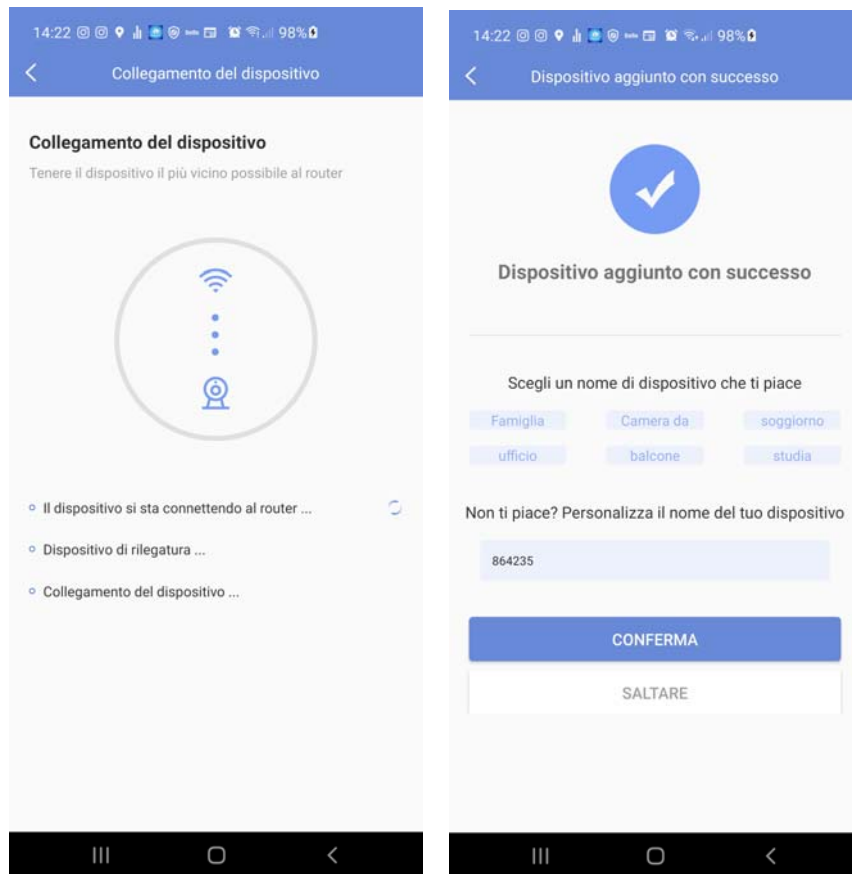 14:22 98%
Collegamento del dispositivo
Collegamento del dispositivo
Tenere il dispositivo il più vicino possibile al router
Il dispositivo si sta connettendo al router ...
Dispositivo di rilegatura ...
Collegamento del dispositivo ...
14:22 98%
Dispositivo aggiunto con successo
Dispositivo aggiunto con successo
Scegli un nome di dispositivo che ti piace
Famiglia Camera da soggiorno
ufficio balcone studia
Non ti piace? Personalizza il nome del tuo dispositivo
864235
CONFERMA
SALTARE